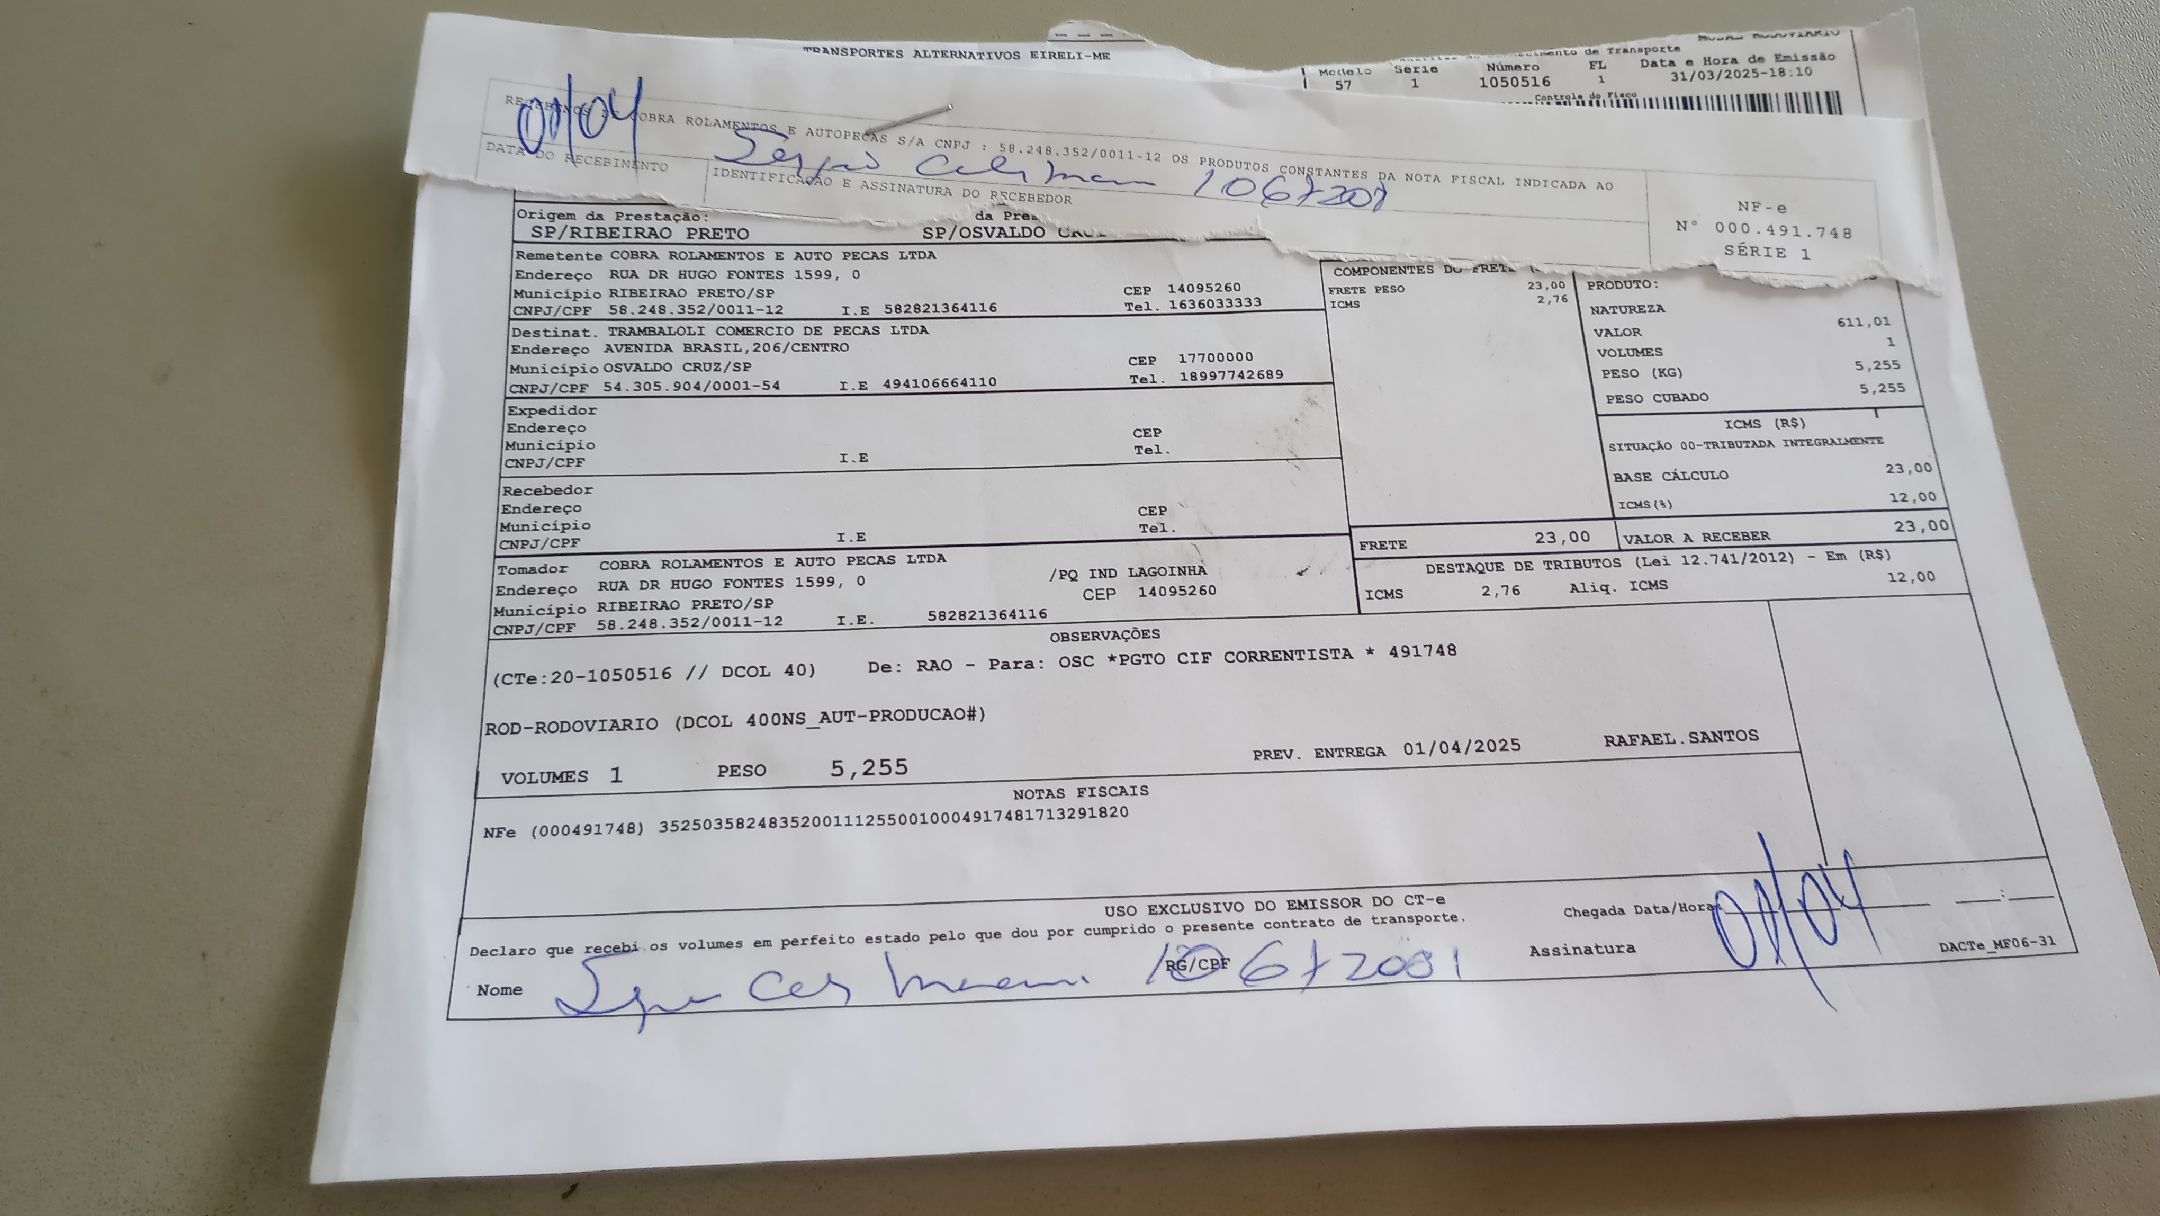 TRANSPORTES ALTERNATIVOS EIRELI-ME
de Transporte
Modelo Série Número FL Data e Hora de Emissão
57 1 1050516 1 31/03/2025-18:10
Controle do Fisco
COBRA ROLAMENTOS E AUTOPECAS S/A CNPJ : 58.248.352/0011-12 OS PRODUTOS CONSTANTES DA NOTA FISCAL INDICADA AO
01/04
DATA DO RECEBIMENTO
IDENTIFICAÇÃO E ASSINATURA DO RECEBEDOR
NF-e
N° 000.491.748
SÉRIE 1
Origem da Prestação:
SP/RIBEIRAO PRETO SP/OSVALDO
Remetente COBRA ROLAMENTOS E AUTO PECAS LTDA
Endereço RUA DR HUGO FONTES 1599, 0
Município RIBEIRAO PRETO/SP CEP 14095260
CNPJ/CPF 58.248.352/0011-12 I.E 582821364116 Tel. 1636033333
Destinat. TRAMBALOLI COMERCIO DE PECAS LTDA
Endereço AVENIDA BRASIL,206/CENTRO
Município OSVALDO CRUZ/SP CEP 17700000
CNPJ/CPF 54.305.904/0001-54 I.E 494106664110 Tel. 18997742689
Expedidor
Endereço
Município CEP
CNPJ/CPF I.E Tel.
Recebedor
Endereço
Município CEP
CNPJ/CPF I.E Tel.
Tomador COBRA ROLAMENTOS E AUTO PECAS LTDA
Endereço RUA DR HUGO FONTES 1599, 0 /PQ IND LAGOINHA
Município RIBEIRAO PRETO/SP CEP 14095260
CNPJ/CPF 58.248.352/0011-12 I.E. 582821364116
COMPONENTES DO FRETE
FRETE PESO 23,00
ICMS 2,76
PRODUTO:
NATUREZA
VALOR 611,01
VOLUMES 1
PESO (KG) 5,255
PESO CUBADO 5,255
ICMS (R$)
SITUAÇÃO 00-TRIBUTADA INTEGRALMENTE
BASE CÁLCULO 23,00
ICMS(%) 12,00
FRETE 23,00 VALOR A RECEBER 23,00
DESTAQUE DE TRIBUTOS (Lei 12.741/2012) - Em (R$)
ICMS 2,76 Aliq. ICMS 12,00
OBSERVAÇÕES
(CTe:20-1050516 // DCOL 40) De: RAO - Para: OSC *PGTO CIF CORRENTISTA * 491748
ROD-RODOVIARIO (DCOL 400NS_AUT-PRODUCAO#)
VOLUMES 1 PESO 5,255 PREV. ENTREGA 01/04/2025 RAFAEL.SANTOS
NOTAS FISCAIS
NFe (000491748) 35250358248352001112550010004917481713291820
USO EXCLUSIVO DO EMISSOR DO CT-e
Declaro que recebi os volumes em perfeito estado pelo que dou por cumprido o presente contrato de transporte.
Chegada Data/Hora
01/04
Nome RG/CPF Assinatura
DACTe_MF06-31